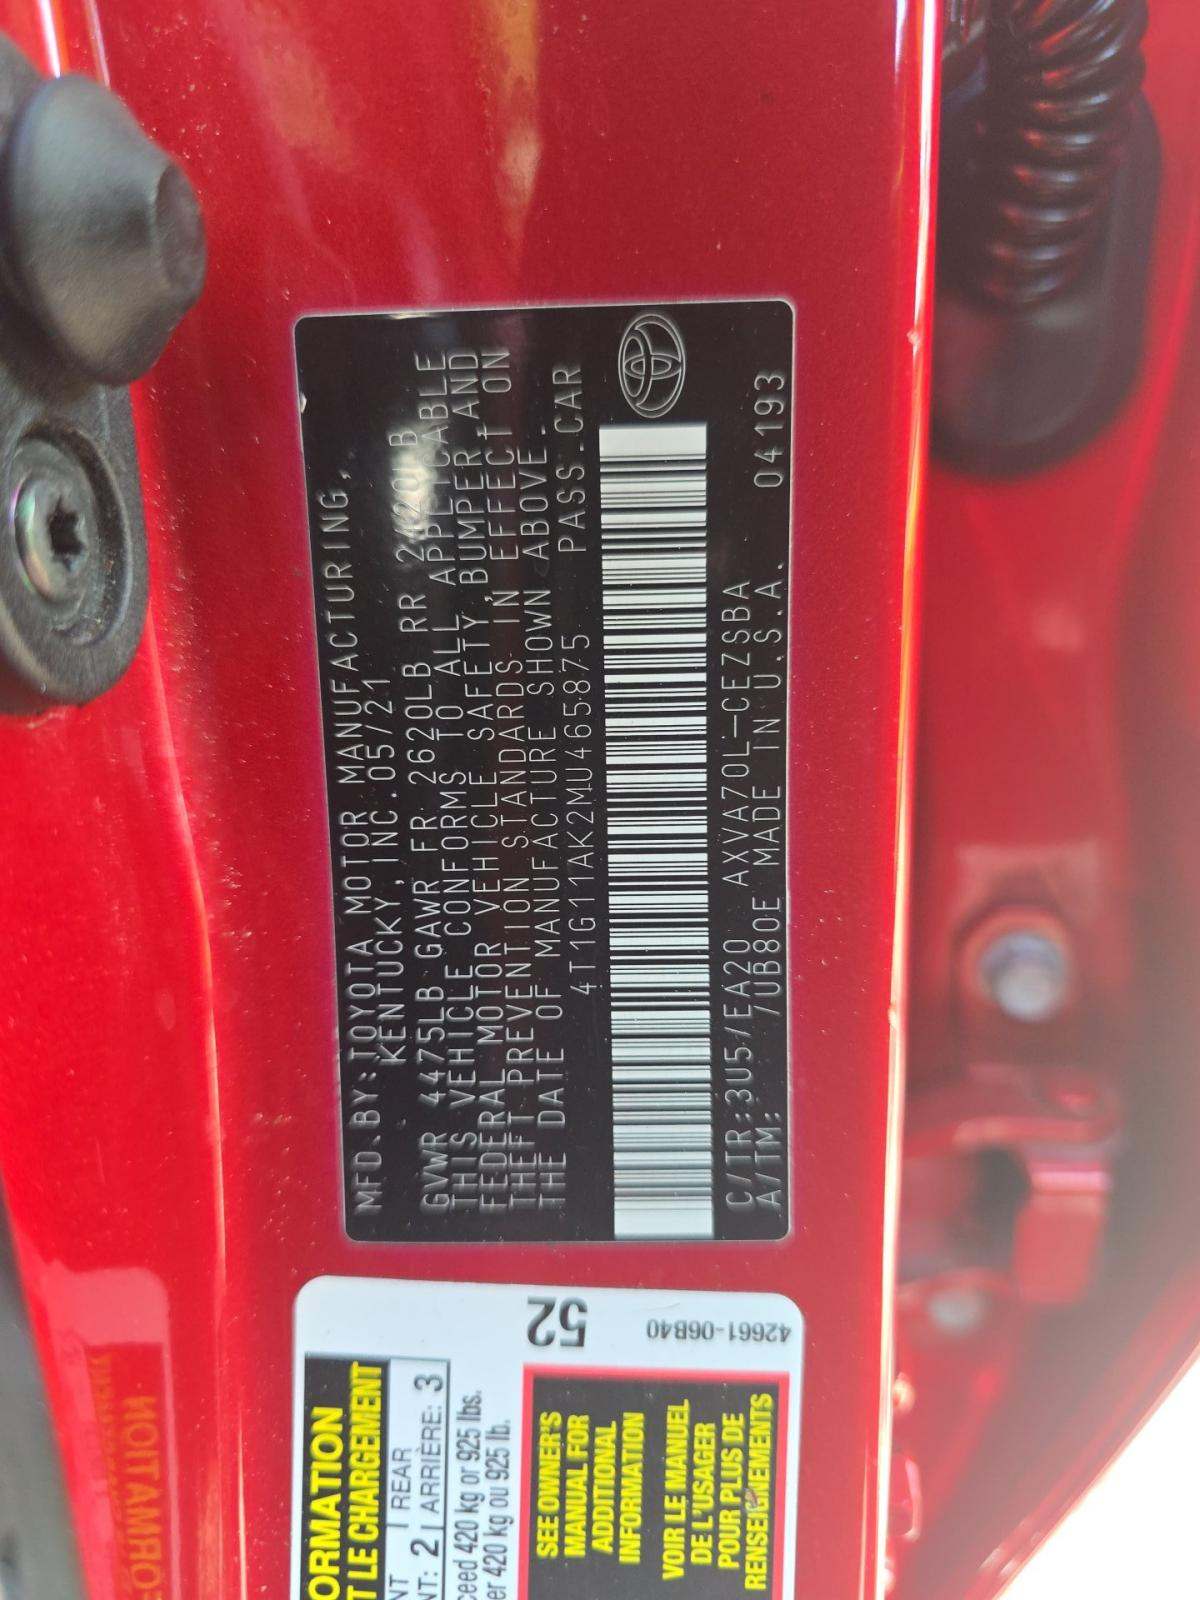 MFD.BY:TOYOTA MOTOR MANUFACTURING,
KENTUCKY,INC.05/21
GVWR 4475LB GAWR FR 2620LB RR 2420LB
THIS VEHICLE CONFORMS TO ALL APPLICABLE
FEDERAL MOTOR VEHICLE SAFETY,BUMPER AND
THEFT PREVENTION STANDARDS IN EFFECT ON
THE DATE OF MANUFACTURE SHOWN ABOVE.
4T1G11AK2MU465875 PASS.CAR
C/TR:3U5/EA20 AXVA70L-CEZSBA
A/TM: /UB80E MADE IN U.S.A. 04193
52
42661-06B40
ORMATION
T LE CHARGEMENT
NT REAR
NT: 2 ARRIÈRE: 3
ceed 420 kg or 925 lbs.
er 420 kg ou 925 lb.
SEE OWNER'S
MANUAL FOR
ADDITIONAL
INFORMATION
VOIR LE MANUEL
DE L'USAGER
POUR PLUS DE
RENSEIGNEMENTS